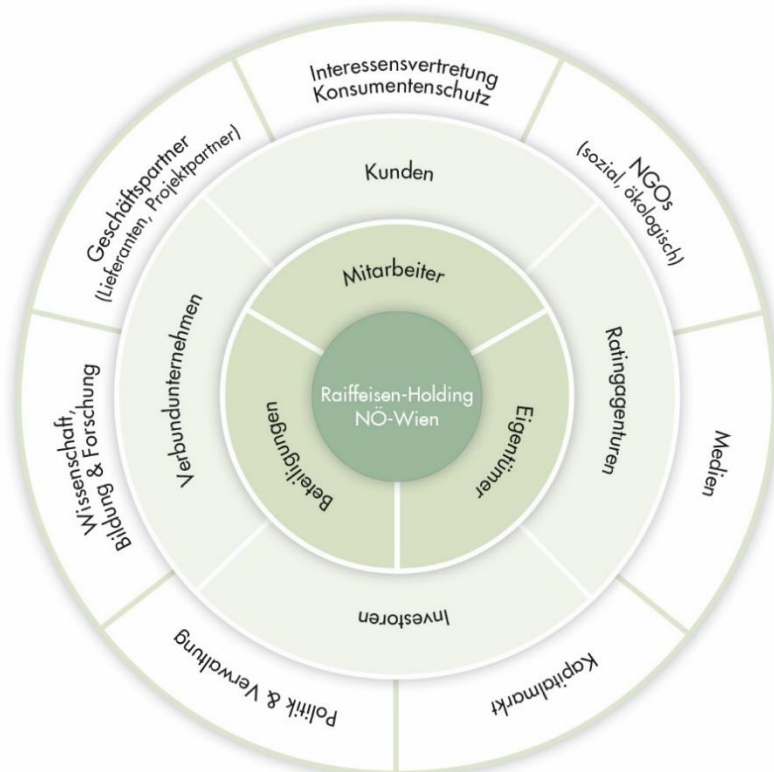 Interessensvertretung
Konsumentenschutz
NGOs
(sozial, ökologisch)
Medien
Kapitalmarkt
Politik & Verwaltung
Wissenschaft,
Bildung & Forschung
Geschäftspartner
(Lieferanten, Projektpartner)
Kunden
Ratingagenturen
Investoren
Verbundunternehmen
Mitarbeiter
Eigentümer
Beteiligungen
Raiffeisen-Holding
NÖ-Wien